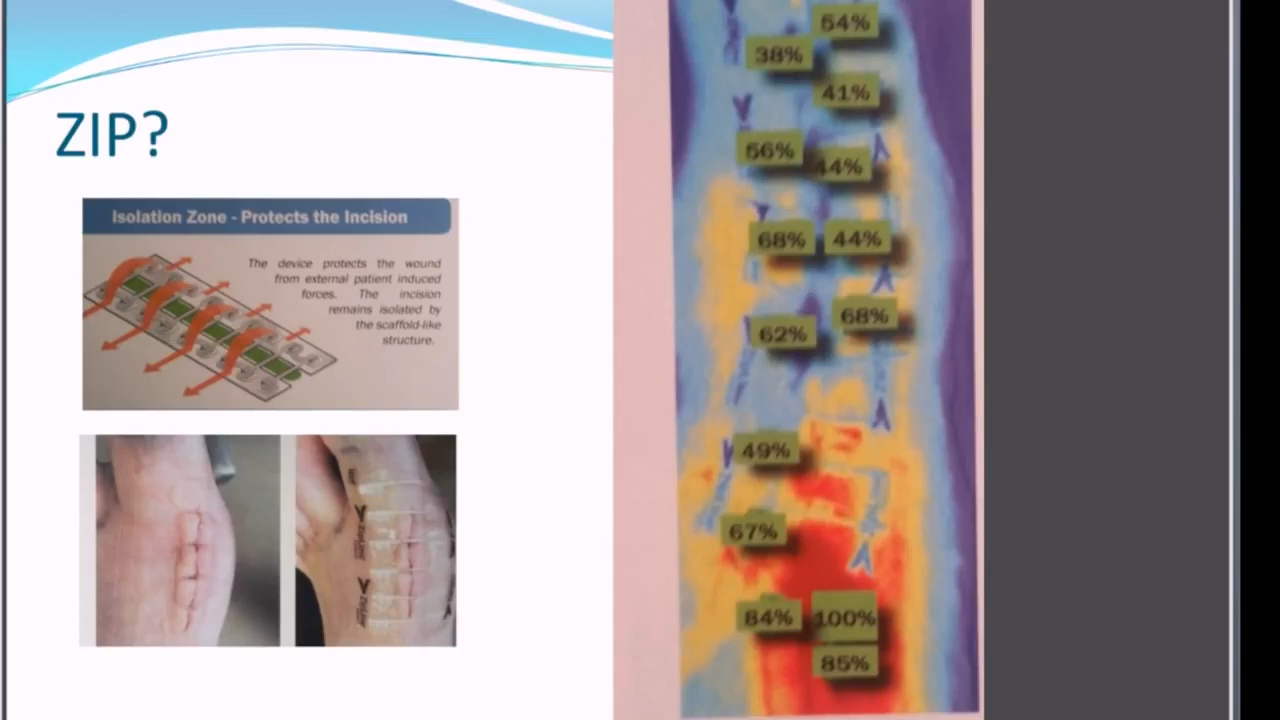 ZIP?
Isolation Zone - Protects the Incision
The device protects the wound
from external patient induced
forces. The incision
remains isolated by
the scaffold-like
structure.
54%
38%
41%
56%
44%
68%
44%
68%
62%
49%
67%
84%
100%
85%